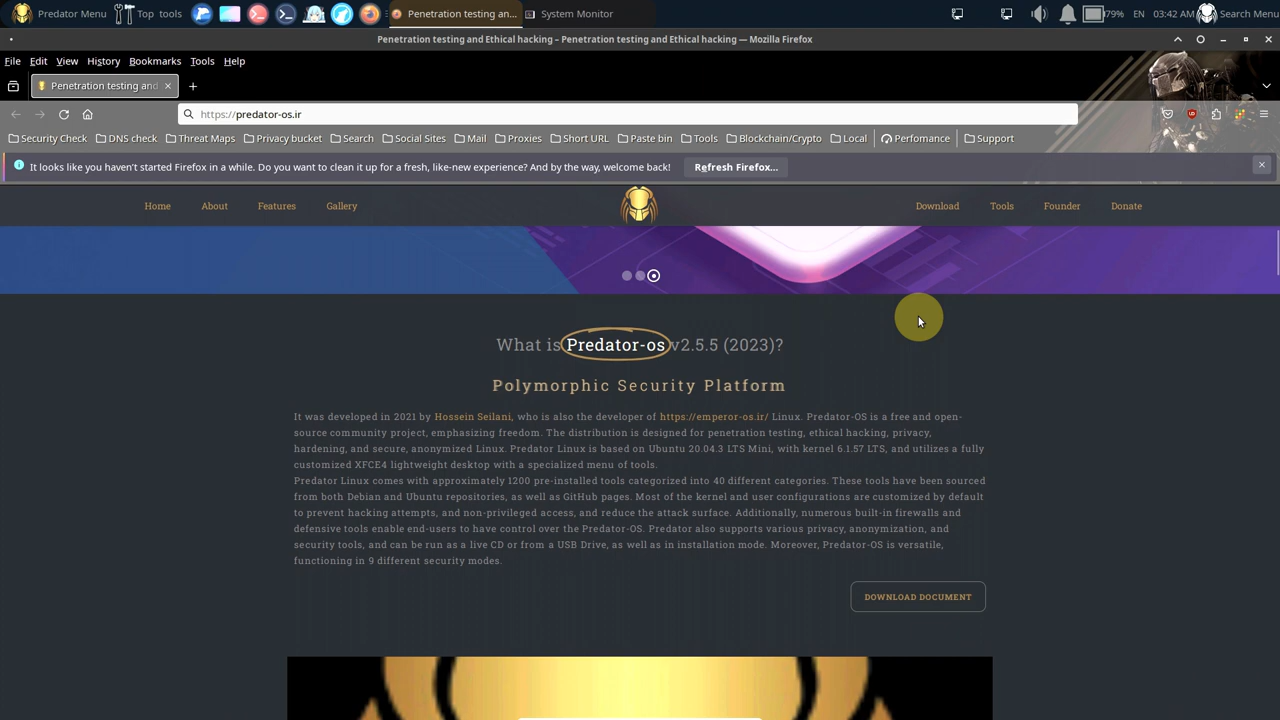 Predator Menu Top tools Penetration testing an... System Monitor 79% EN 03:42 AM Search Menu
Penetration testing and Ethical hacking – Penetration testing and Ethical hacking — Mozilla Firefox
File Edit View History Bookmarks Tools Help
Penetration testing and
https://predator-os.ir
Security Check DNS check Threat Maps Privacy bucket Search Social Sites Mail Proxies Short URL Paste bin Tools Blockchain/Crypto Local Perfomance Support
It looks like you haven't started Firefox in a while. Do you want to clean it up for a fresh, like-new experience? And by the way, welcome back! Refresh Firefox...
Home About Features Gallery Download Tools Founder Donate
What is Predator-os v2.5.5 (2023)?
Polymorphic Security Platform
It was developed in 2021 by Hossein Seilani, who is also the developer of https://emperor-os.ir/ Linux. Predator-OS is a free and open-
source community project, emphasizing freedom. The distribution is designed for penetration testing, ethical hacking, privacy,
hardening, and secure, anonymized Linux. Predator Linux is based on Ubuntu 20.04.3 LTS Mini, with kernel 6.1.57 LTS, and utilizes a fully
customized XFCE4 lightweight desktop with a specialized menu of tools.
Predator Linux comes with approximately 1200 pre-installed tools categorized into 40 different categories. These tools have been sourced
from both Debian and Ubuntu repositories, as well as GitHub pages. Most of the kernel and user configurations are customized by default
to prevent hacking attempts, and non-privileged access, and reduce the attack surface. Additionally, numerous built-in firewalls and
defensive tools enable end-users to have control over the Predator-OS. Predator also supports various privacy, anonymization, and
security tools, and can be run as a live CD or from a USB Drive, as well as in installation mode. Moreover, Predator-OS is versatile,
functioning in 9 different security modes.
DOWNLOAD DOCUMENT